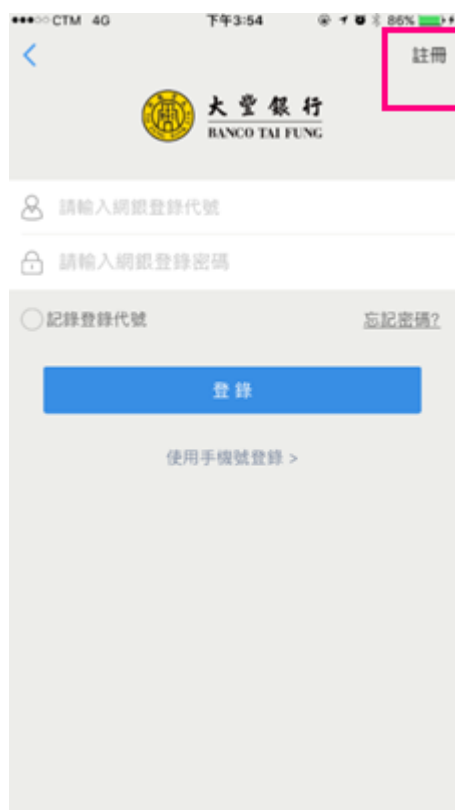 CTM 4G 下午3:54 86%
註冊
大豐銀行
BANCO TAI FUNG
請輸入網銀登錄代號
請輸入網銀登錄密碼
記錄登錄代號 忘記密碼?
登錄
使用手機號登錄 >